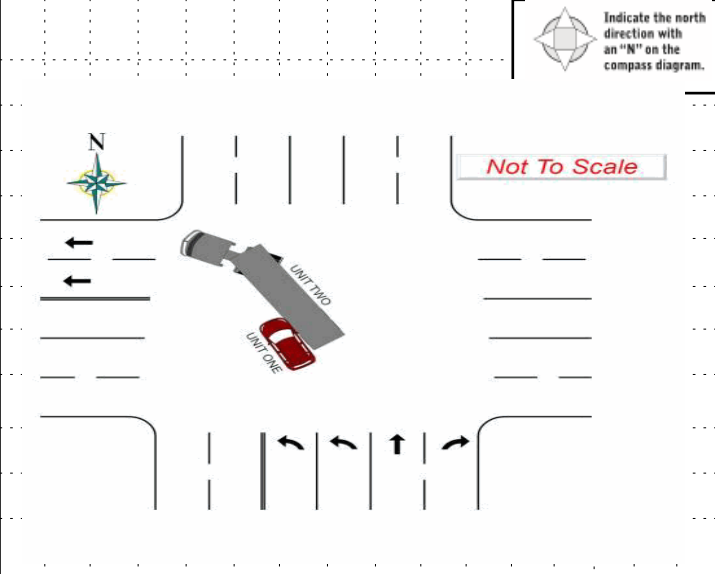 Indicate the north
direction with
an “N” on the
compass diagram.
N
Not To Scale
UNIT TWO
UNIT ONE